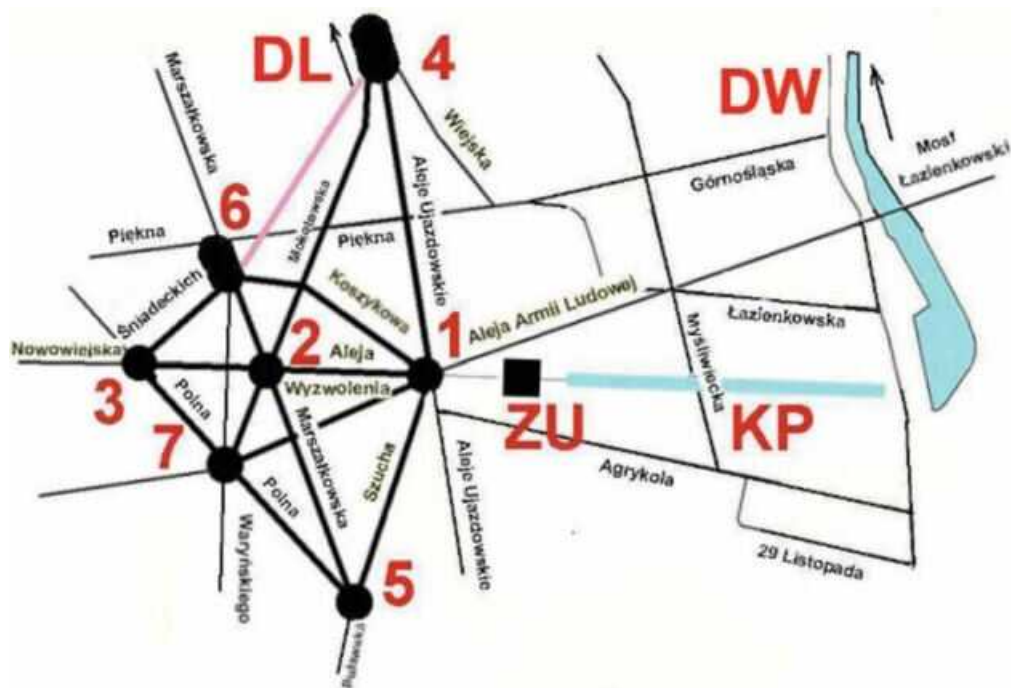 DL
4
DW
Marszałkowska
Wiejska
Most
Łazienkowski
Górnośląska
6
Piękna
Mokotowska
Piękna
Aleje Ujazdowskie
Śniadeckich
Koszykowa
Aleja Armii Ludowej
Łazienkowska
Nowowiejska
2
Aleja
1
Wyzwolenia
3
Polna
ZU
Myśliwiecka
KP
7
Marszałkowska
Szucha
Aleje Ujazdowskie
Agrykola
Polna
Waryńskiego
29 Listopada
5